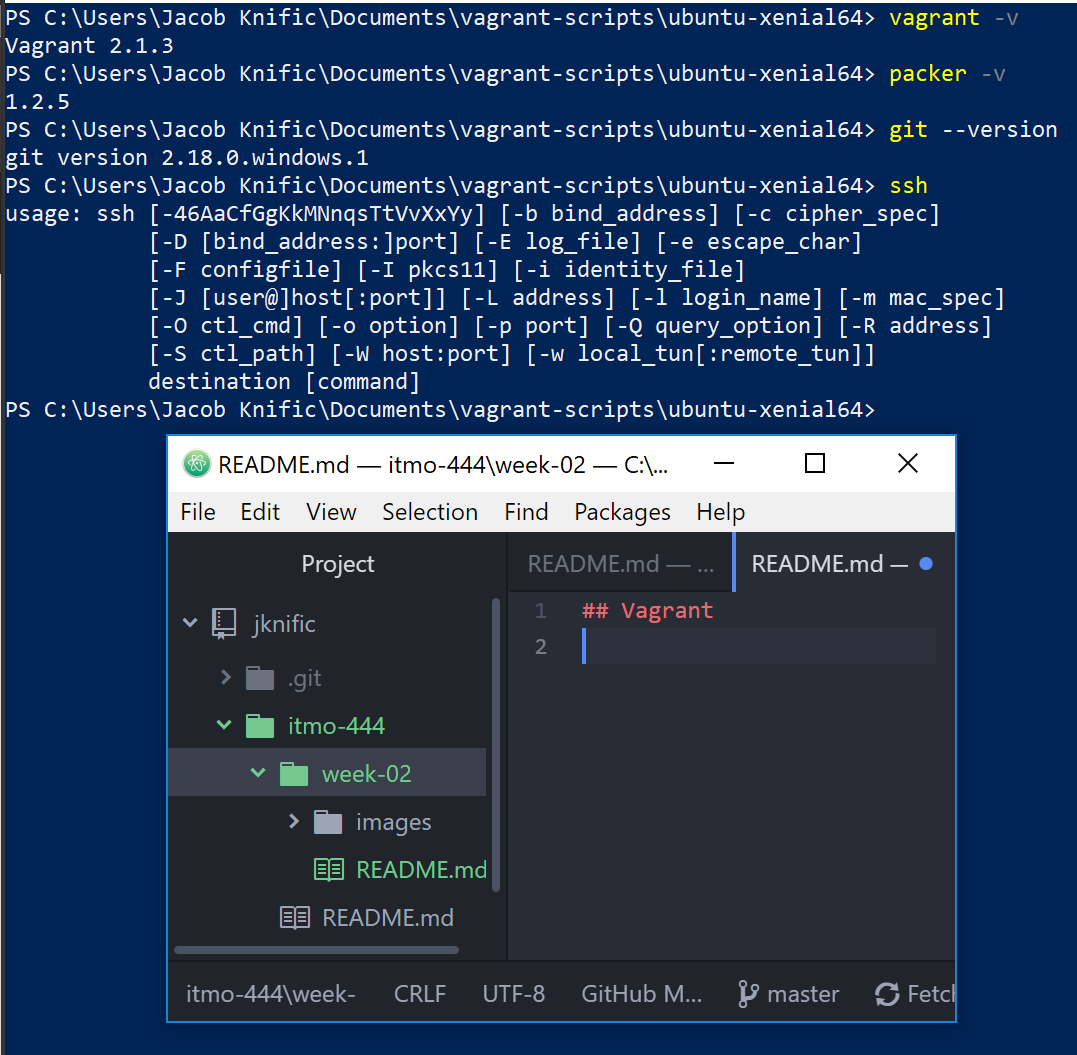 PS C:\Users\Jacob Knific\Documents\vagrant-scripts\ubuntu-xenial64> vagrant -v
Vagrant 2.1.3
PS C:\Users\Jacob Knific\Documents\vagrant-scripts\ubuntu-xenial64> packer -v
1.2.5
PS C:\Users\Jacob Knific\Documents\vagrant-scripts\ubuntu-xenial64> git --version
git version 2.18.0.windows.1
PS C:\Users\Jacob Knific\Documents\vagrant-scripts\ubuntu-xenial64> ssh
usage: ssh [-46AaCfGgKkMNnqsTtVvXxYy] [-b bind_address] [-c cipher_spec]
           [-D [bind_address:]port] [-E log_file] [-e escape_char]
           [-F configfile] [-I pkcs11] [-i identity_file]
           [-J [user@]host[:port]] [-L address] [-l login_name] [-m mac_spec]
           [-O ctl_cmd] [-o option] [-p port] [-Q query_option] [-R address]
           [-S ctl_path] [-W host:port] [-w local_tun[:remote_tun]]
           destination [command]
PS C:\Users\Jacob Knific\Documents\vagrant-scripts\ubuntu-xenial64>
README.md — itmo-444\week-02 — C:\...
File Edit View Selection Find Packages Help
Project
jknific
.git
itmo-444
week-02
images
README.md
README.md
README.md — ...
README.md —
1 ## Vagrant
2
itmo-444\week- CRLF UTF-8 GitHub M... master Fetch